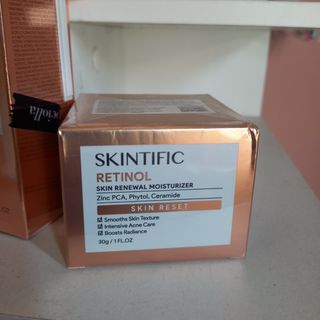 SKINTIFIC
RETINOL
SKIN RENEWAL MOISTURIZER
Zinc PCA, Phytol, Ceramide
SKIN RESET
Smooths Skin Texture
Intensive Acne Care
Boosts Radiance
30g / 1 FL.OZ